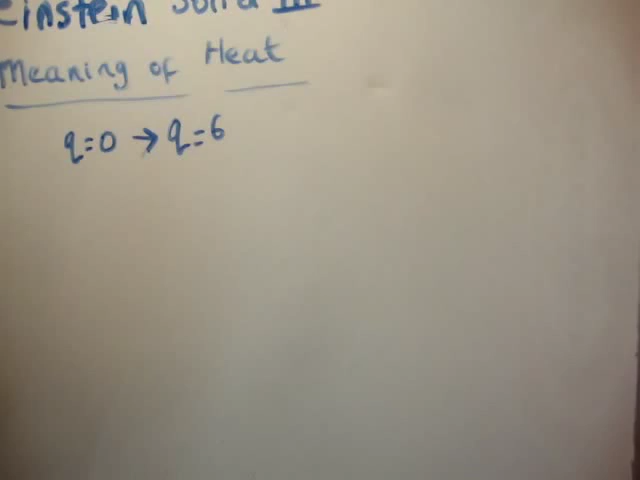 Einstein Solid III
Meaning of Heat
q=0 → q=6